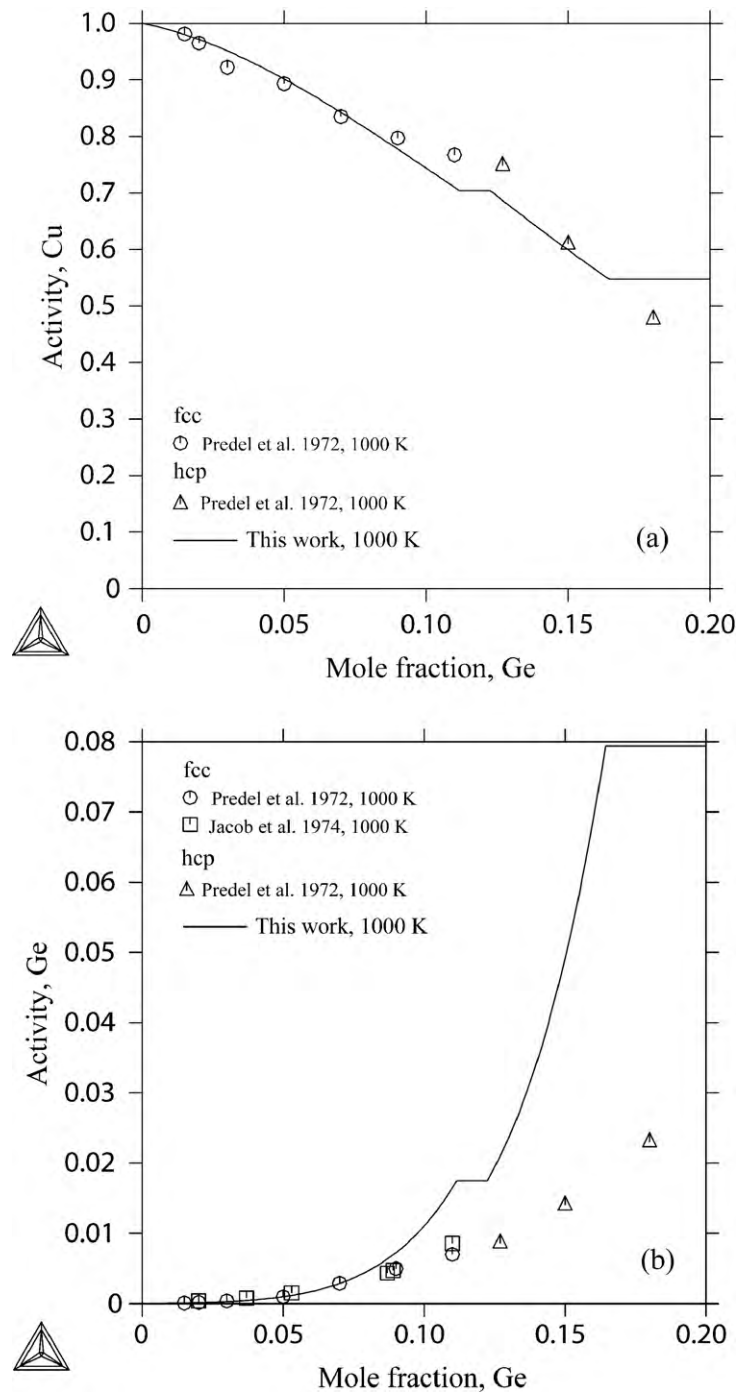 1.0
0.9
0.8
0.7
0.6
0.5
0.4
0.3
0.2
0.1
0
Activity, Cu
fcc
Predel et al. 1972, 1000 K
hcp
Predel et al. 1972, 1000 K
This work, 1000 K
(a)
0 0.05 0.10 0.15 0.20
Mole fraction, Ge
0.08
0.07
0.06
0.05
0.04
0.03
0.02
0.01
0
Activity, Ge
fcc
Predel et al. 1972, 1000 K
Jacob et al. 1974, 1000 K
hcp
Predel et al. 1972, 1000 K
This work, 1000 K
(b)
0 0.05 0.10 0.15 0.20
Mole fraction, Ge